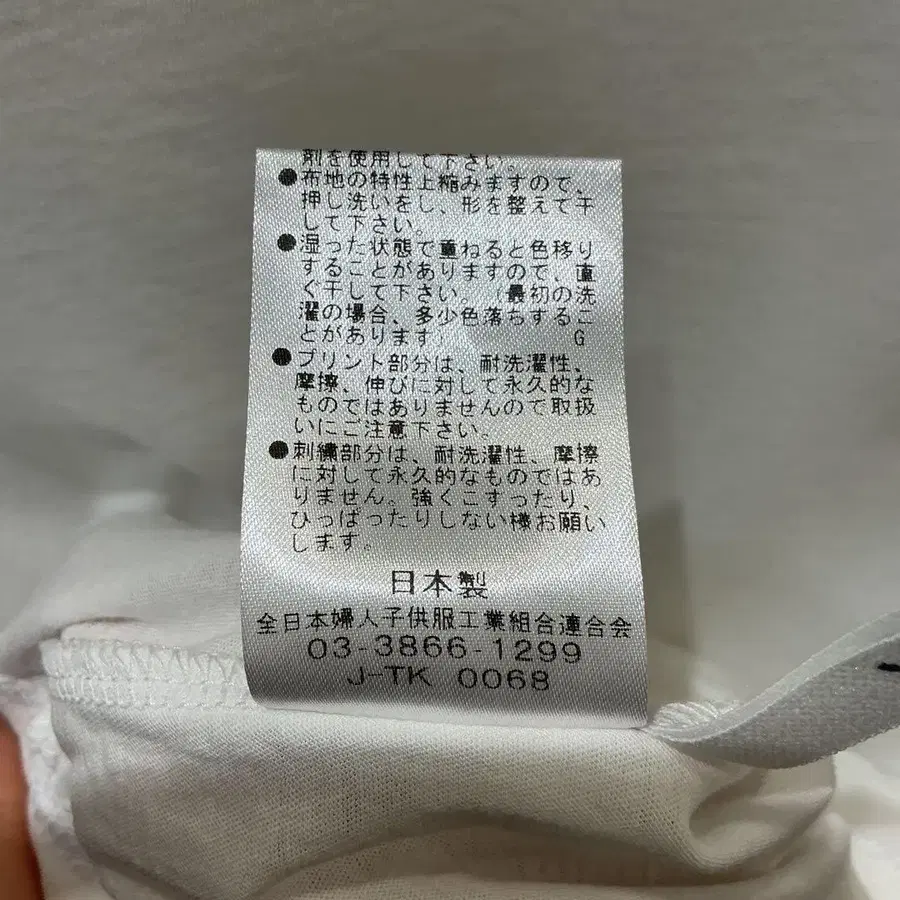 剤を使用して下さい。
●布地の特性上縮みますので、
押し洗いをし、形を整えて干
して下さい。
●湿った状態で重ねると色移り
することがありますので、直
ぐ干して下さい。(最初の洗
濯の場合、多少色落ちするこ
とがあります) G
●プリント部分は、耐洗濯性、
摩擦、伸びに対して永久的な
ものではありませんので取扱
いにご注意下さい。
●刺繍部分は、耐洗濯性、摩擦
に対して永久的なものではあ
りません。強くこすったり、
ひっぱったりしない様お願い
します。
日本製
全日本婦人子供服工業組合連合会
03-3866-1299
J-TK 0068